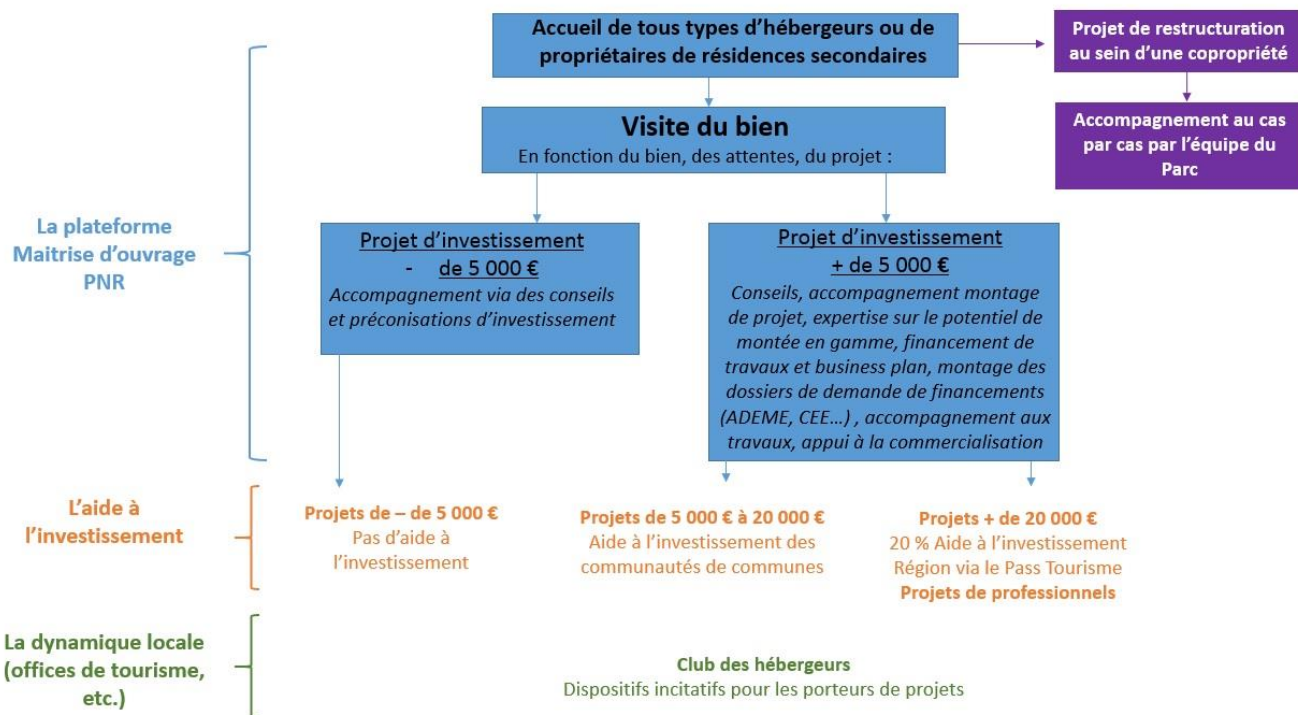 Accueil de tous types d'hébergeurs ou de
propriétaires de résidences secondaires
Projet de restructuration
au sein d'une copropriété
Accompagnement au cas
par cas par l'équipe du
Parc
Visite du bien
En fonction du bien, des attentes, du projet :
La plateforme
Maitrise d'ouvrage
PNR
Projet d'investissement
- de 5 000 €
Accompagnement via des conseils
et préconisations d'investissement
Projet d'investissement
+ de 5 000 €
Conseils, accompagnement montage
de projet, expertise sur le potentiel de
montée en gamme, financement de
travaux et business plan, montage des
dossiers de demande de financements
(ADEME, CEE…) , accompagnement aux
travaux, appui à la commercialisation
L'aide à
l'investissement
Projets de – de 5 000 €
Pas d'aide à
l'investissement
Projets de 5 000 € à 20 000 €
Aide à l'investissement des
communautés de communes
Projets + de 20 000 €
20 % Aide à l'investissement
Région via le Pass Tourisme
Projets de professionnels
La dynamique locale
(offices de tourisme,
etc.)
Club des hébergeurs
Dispositifs incitatifs pour les porteurs de projets